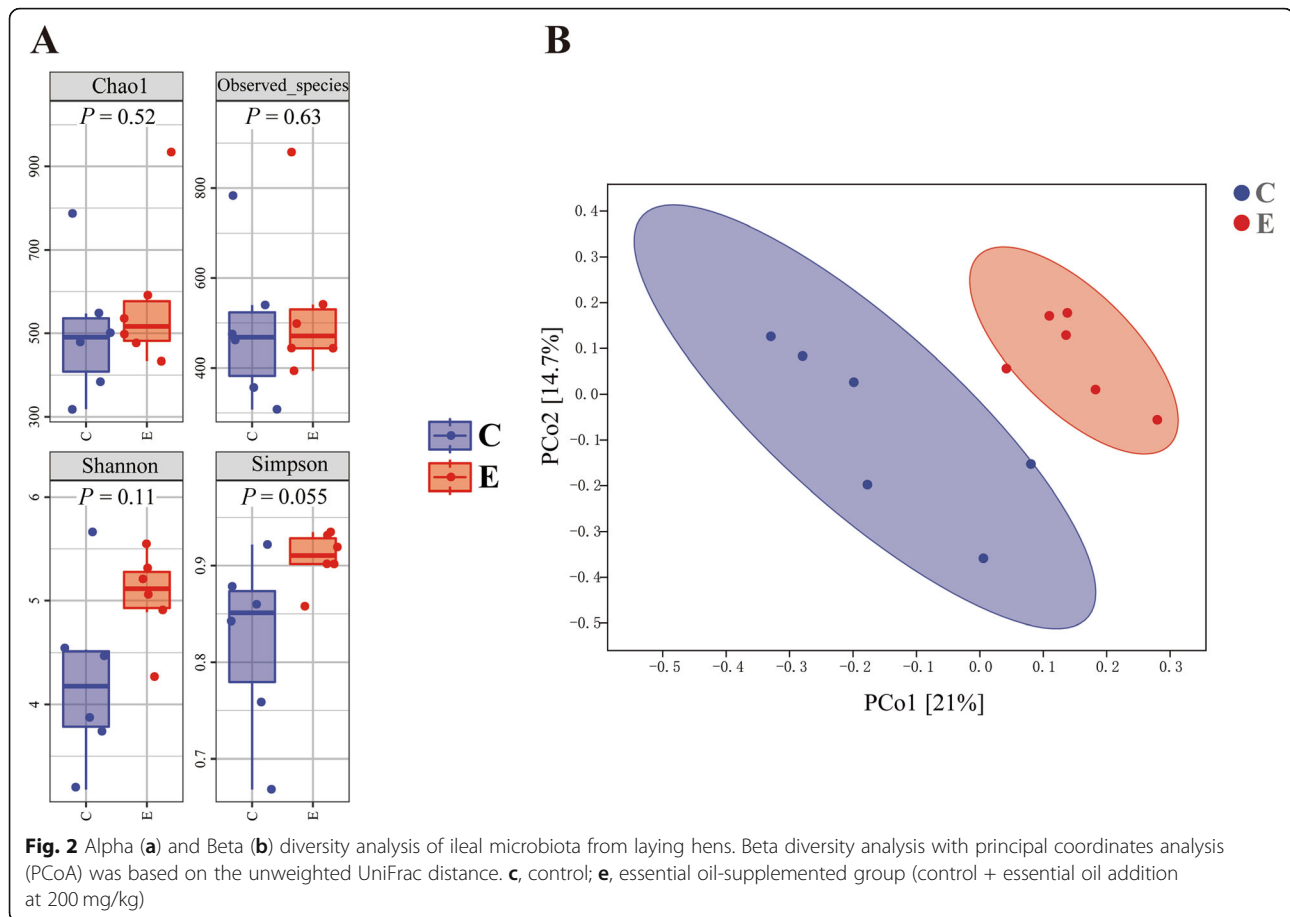 A
Chao1
P = 0.52
900
700
500
300
C
E
Observed_species
P = 0.63
800
600
400
C
E
Shannon
P = 0.11
6
5
4
C
E
Simpson
P = 0.055
0.9
0.8
0.7
C
E
C
E
B
C
E
PCo2 [14.7%]
0.4
0.3
0.2
0.1
0.0
-0.1
-0.2
-0.3
-0.4
-0.5
-0.5 -0.4 -0.3 -0.2 -0.1 0.0 0.1 0.2 0.3
PCo1 [21%]
Fig. 2 Alpha (a) and Beta (b) diversity analysis of ileal microbiota from laying hens. Beta diversity analysis with principal coordinates analysis
(PCoA) was based on the unweighted UniFrac distance. c, control; e, essential oil-supplemented group (control + essential oil addition
at 200 mg/kg)